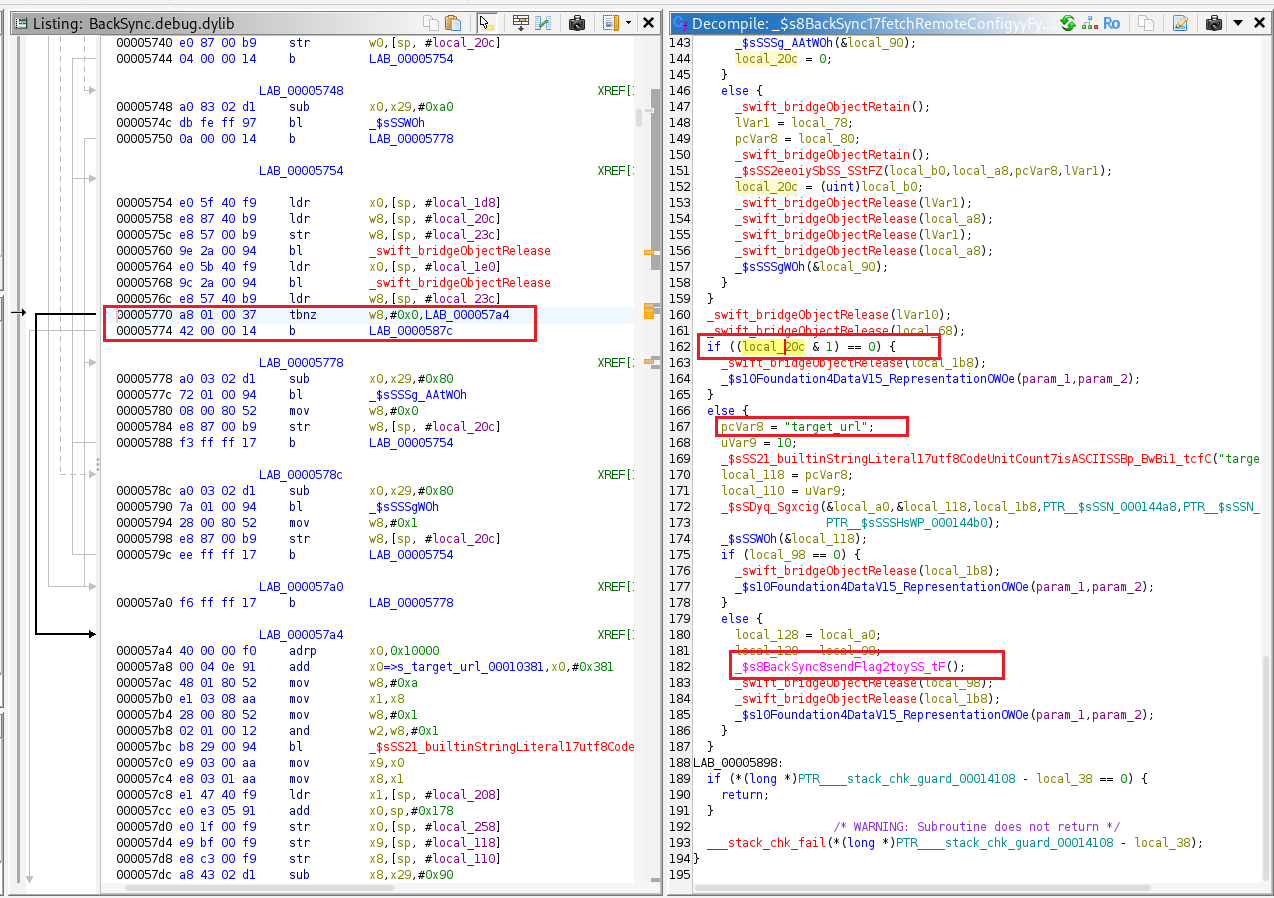 Listing: BackSync.debug.dylib
00005740 e0 87 00 b9 str w0,[sp, #local_20c]
00005744 04 00 00 14 b LAB_00005754
LAB_00005748 XREF[
00005748 a0 83 02 d1 sub x0,x29,#0xa0
0000574c db fe ff 97 bl _$sSSWOh
00005750 0a 00 00 14 b LAB_00005778
LAB_00005754 XREF[
00005754 e0 5f 40 f9 ldr x0,[sp, #local_1d8]
00005758 e8 87 40 b9 ldr w8,[sp, #local_20c]
0000575c e8 57 00 b9 str w8,[sp, #local_23c]
00005760 9e 2a 00 94 bl _swift_bridgeObjectRelease
00005764 e0 5b 40 f9 ldr x0,[sp, #local_1e0]
00005768 9c 2a 00 94 bl _swift_bridgeObjectRelease
0000576c e8 57 40 b9 ldr w8,[sp, #local_23c]
00005770 a8 01 00 37 tbnz w8,#0x0,LAB_000057a4
00005774 42 00 00 14 b LAB_0000587c
LAB_00005778 XREF[
00005778 a0 03 02 d1 sub x0,x29,#0x80
0000577c 72 01 00 94 bl _$sSSSg_AAtWOh
00005780 08 00 80 52 mov w8,#0x0
00005784 e8 87 00 b9 str w8,[sp, #local_20c]
00005788 f3 ff ff 17 b LAB_00005754
LAB_0000578c XREF[
0000578c a0 03 02 d1 sub x0,x29,#0x80
00005790 7a 01 00 94 bl _$sSSSgWOh
00005794 28 00 80 52 mov w8,#0x1
00005798 e8 87 00 b9 str w8,[sp, #local_20c]
0000579c ee ff ff 17 b LAB_00005754
LAB_000057a0 XREF[
000057a0 f6 ff ff 17 b LAB_00005778
LAB_000057a4 XREF[
000057a4 40 00 00 f0 adrp x0,0x10000
000057a8 00 04 0e 91 add x0=>s_target_url_00010381,x0,#0x381
000057ac 48 01 80 52 mov w8,#0xa
000057b0 e1 03 08 aa mov x1,x8
000057b4 28 00 80 52 mov w8,#0x1
000057b8 02 01 00 12 and w2,w8,#0x1
000057bc b8 29 00 94 bl _$sSS21_builtinStringLiteral17utf8Code
000057c0 e9 03 00 aa mov x9,x0
000057c4 e8 03 01 aa mov x8,x1
000057c8 e1 47 40 f9 ldr x1,[sp, #local_208]
000057cc e0 e3 05 91 add x0,sp,#0x178
000057d0 e0 1f 00 f9 str x0,[sp, #local_258]
000057d4 e9 bf 00 f9 str x9,[sp, #local_118]
000057d8 e8 c3 00 f9 str x8,[sp, #local_110]
000057dc a8 43 02 d1 sub x8,x29,#0x90
Decompile: _$s8BackSync17fetchRemoteConfigyyFy... Ro
143 _$sSSSg_AAtWOh(&local_90);
144 local_20c = 0;
145 }
146 else {
147 _swift_bridgeObjectRetain();
148 lVar1 = local_78;
149 pcVar8 = local_80;
150 _swift_bridgeObjectRetain();
151 _$sSS2eeoiySbSS_SStFZ(local_b0,local_a8,pcVar8,lVar1);
152 local_20c = (uint)local_b0;
153 _swift_bridgeObjectRelease(lVar1);
154 _swift_bridgeObjectRelease(local_a8);
155 _swift_bridgeObjectRelease(lVar1);
156 _swift_bridgeObjectRelease(local_a8);
157 _$sSSSgWOh(&local_90);
158 }
159 }
160 _swift_bridgeObjectRelease(lVar10);
161 _swift_bridgeObjectRelease(local_68);
162 if ((local_20c & 1) == 0) {
163 _swift_bridgeObjectRelease(local_1b8);
164 _$s10Foundation4DataV15_RepresentationOWOe(param_1,param_2);
165 }
166 else {
167 pcVar8 = "target_url";
168 uVar9 = 10;
169 _$sSS21_builtinStringLiteral17utf8CodeUnitCount7isASCIISSBp_BwBi1_tcfC("targe
170 local_118 = pcVar8;
171 local_110 = uVar9;
172 _$sSDyq_Sgxcig(&local_a0,&local_118,local_1b8,PTR__$sSSN_000144a8,PTR__$sSSN_
173 PTR__$sSSSHsWP_000144b0);
174 _$sSSWOh(&local_118);
175 if (local_98 == 0) {
176 _swift_bridgeObjectRelease(local_1b8);
177 _$s10Foundation4DataV15_RepresentationOWOe(param_1,param_2);
178 }
179 else {
180 local_128 = local_a0;
181 local_120 = local_98;
182 _$s8BackSync8sendFlag2toySS_tF();
183 _swift_bridgeObjectRelease(local_98);
184 _swift_bridgeObjectRelease(local_1b8);
185 _$s10Foundation4DataV15_RepresentationOWOe(param_1,param_2);
186 }
187 }
188 LAB_00005898:
189 if (*(long *)PTR____stack_chk_guard_00014108 - local_38 == 0) {
190 return;
191 }
192 /* WARNING: Subroutine does not return */
193 ___stack_chk_fail(*(long *)PTR____stack_chk_guard_00014108 - local_38);
194 }
195